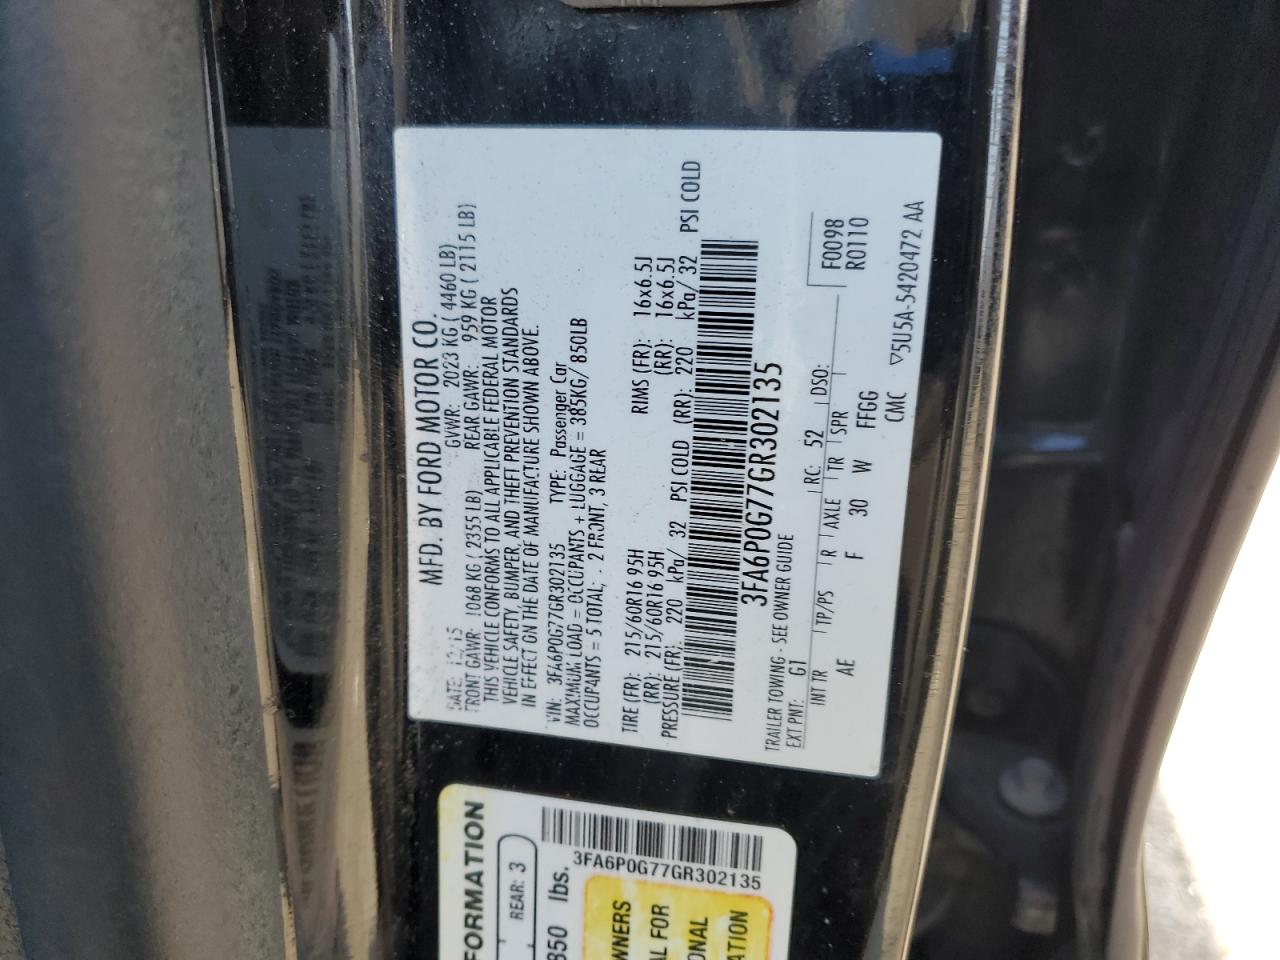 MFD. BY FORD MOTOR CO.
DATE: 12/15 GVWR: 2023 KG ( 4460 LB)
FRONT GAWR: 1068 KG ( 2355 LB) REAR GAWR: 959 KG ( 2115 LB)
THIS VEHICLE CONFORMS TO ALL APPLICABLE FEDERAL MOTOR
VEHICLE SAFETY, BUMPER, AND THEFT PREVENTION STANDARDS
IN EFFECT ON THE DATE OF MANUFACTURE SHOWN ABOVE.
VIN: 3FA6P0G77GR302135 TYPE: Passenger Car
MAXIMUM LOAD = OCCUPANTS + LUGGAGE = 385KG/ 850LB
OCCUPANTS = 5 TOTAL; 2 FRONT, 3 REAR
TIRE (FR): 215/60R16 95H RIMS (FR): 16x6.5J
(RR): 215/60R16 95H (RR): 16x6.5J
PRESSURE (FR): 220 kPa/ 32 PSI COLD (RR): 220 kPa/ 32 PSI COLD
3FA6P0G77GR302135
TRAILER TOWING - SEE OWNER GUIDE
EXT PNT: G1 RC: 52 DSO:
INT TR TP/PS R AXLE TR SPR
AE F 30 W FFGG
F0098
R0110
CMC ▽5U5A-5420472 AA
FORMATION
REAR: 3
850 lbs.
3FA6P0G77GR302135
WNERS
AL FOR
ONAL
ATION